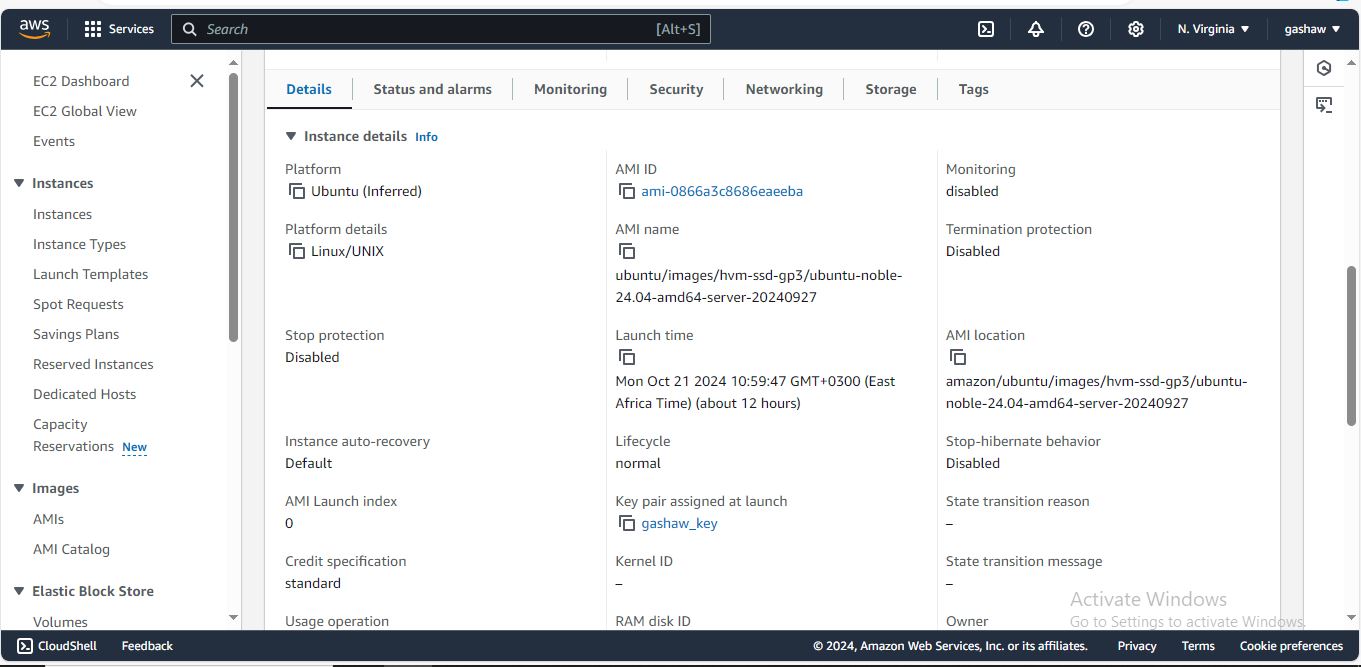 aws
Services
Search
[Alt+S]
N. Virginia
gashaw
EC2 Dashboard
EC2 Global View
Events
Instances
Instances
Instance Types
Launch Templates
Spot Requests
Savings Plans
Reserved Instances
Dedicated Hosts
Capacity
Reservations New
Images
AMIs
AMI Catalog
Elastic Block Store
Volumes
Details
Status and alarms
Monitoring
Security
Networking
Storage
Tags
Instance details Info
Platform
Ubuntu (Inferred)
AMI ID
ami-0866a3c8686eaeeba
Monitoring
disabled
Platform details
Linux/UNIX
AMI name
ubuntu/images/hvm-ssd-gp3/ubuntu-noble-
24.04-amd64-server-20240927
Termination protection
Disabled
Stop protection
Disabled
Launch time
Mon Oct 21 2024 10:59:47 GMT+0300 (East
Africa Time) (about 12 hours)
AMI location
amazon/ubuntu/images/hvm-ssd-gp3/ubuntu-
noble-24.04-amd64-server-20240927
Instance auto-recovery
Default
Lifecycle
normal
Stop-hibernate behavior
Disabled
AMI Launch index
0
Key pair assigned at launch
gashaw_key
State transition reason
–
Credit specification
standard
Kernel ID
–
State transition message
–
Usage operation
RAM disk ID
Owner
Activate Windows
Go to Settings to activate Windows.
CloudShell
Feedback
© 2024, Amazon Web Services, Inc. or its affiliates.
Privacy
Terms
Cookie preferences